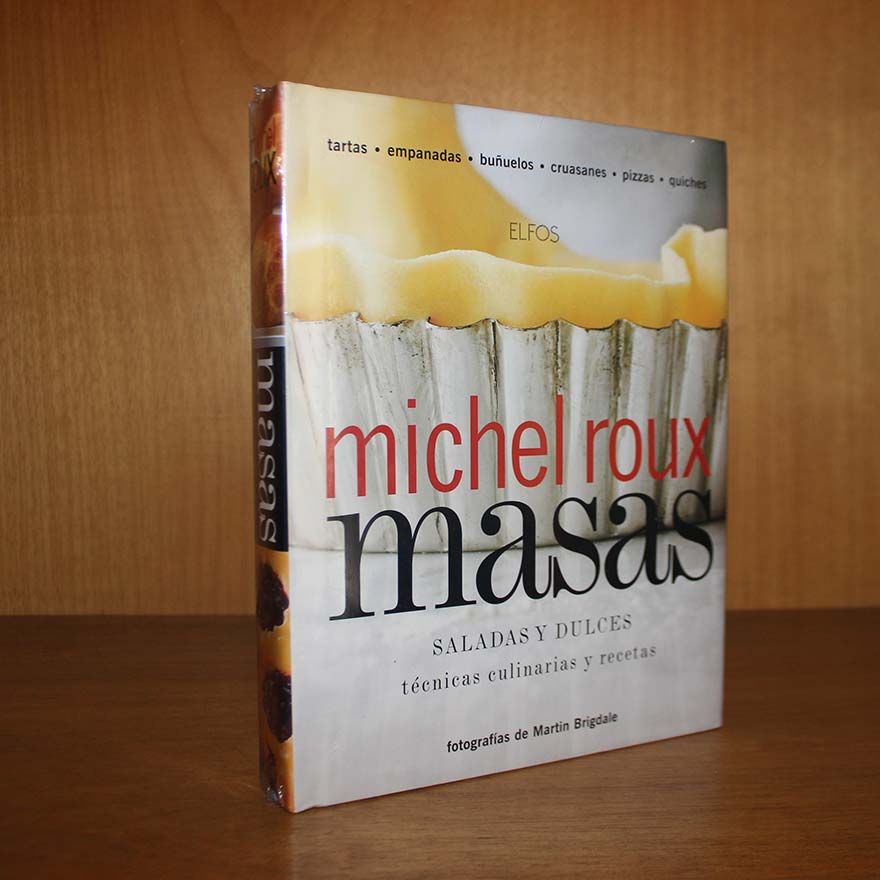 tartas • empanadas • buñuelos • cruasanes • pizzas • quiches
ELFOS
michel roux
masas
SALADAS Y DULCES
técnicas culinarias y recetas
fotografías de Martin Brigdale
masas